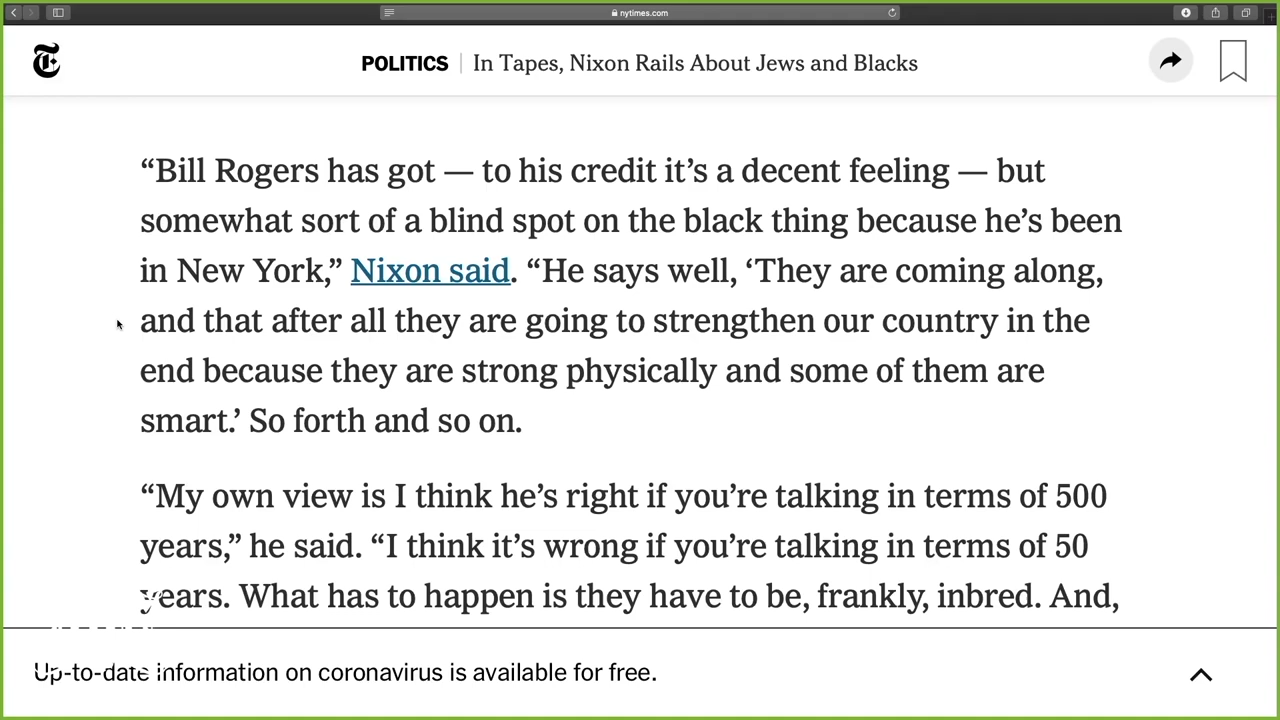 nytimes.com
POLITICS | In Tapes, Nixon Rails About Jews and Blacks
“Bill Rogers has got — to his credit it’s a decent feeling — but
somewhat sort of a blind spot on the black thing because he’s been
in New York,” Nixon said. “He says well, ‘They are coming along,
and that after all they are going to strengthen our country in the
end because they are strong physically and some of them are
smart.’ So forth and so on.
“My own view is I think he’s right if you’re talking in terms of 500
years,” he said. “I think it’s wrong if you’re talking in terms of 50
years. What has to happen is they have to be, frankly, inbred. And,
Up-to-date information on coronavirus is available for free.